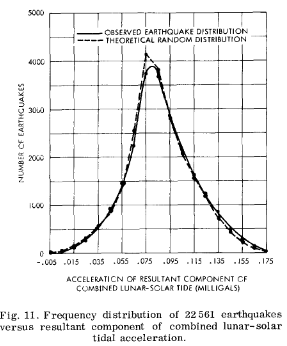 5000
OBSERVED EARTHQUAKE DISTRIBUTION
THEORETICAL RANDOM DISTRIBUTION
4000
3000
2000
1000
0
NUMBER OF EARTHQUAKES
-.005 .015 .035 .055 .075 .095 .115 .135 .155 .175
ACCELERATION OF RESULTANT COMPONENT OF
COMBINED LUNAR-SOLAR TIDE (MILLIGALS)
Fig. 11. Frequency distribution of 22 561 earthquakes
versus resultant component of combined lunar-solar
tidal acceleration.